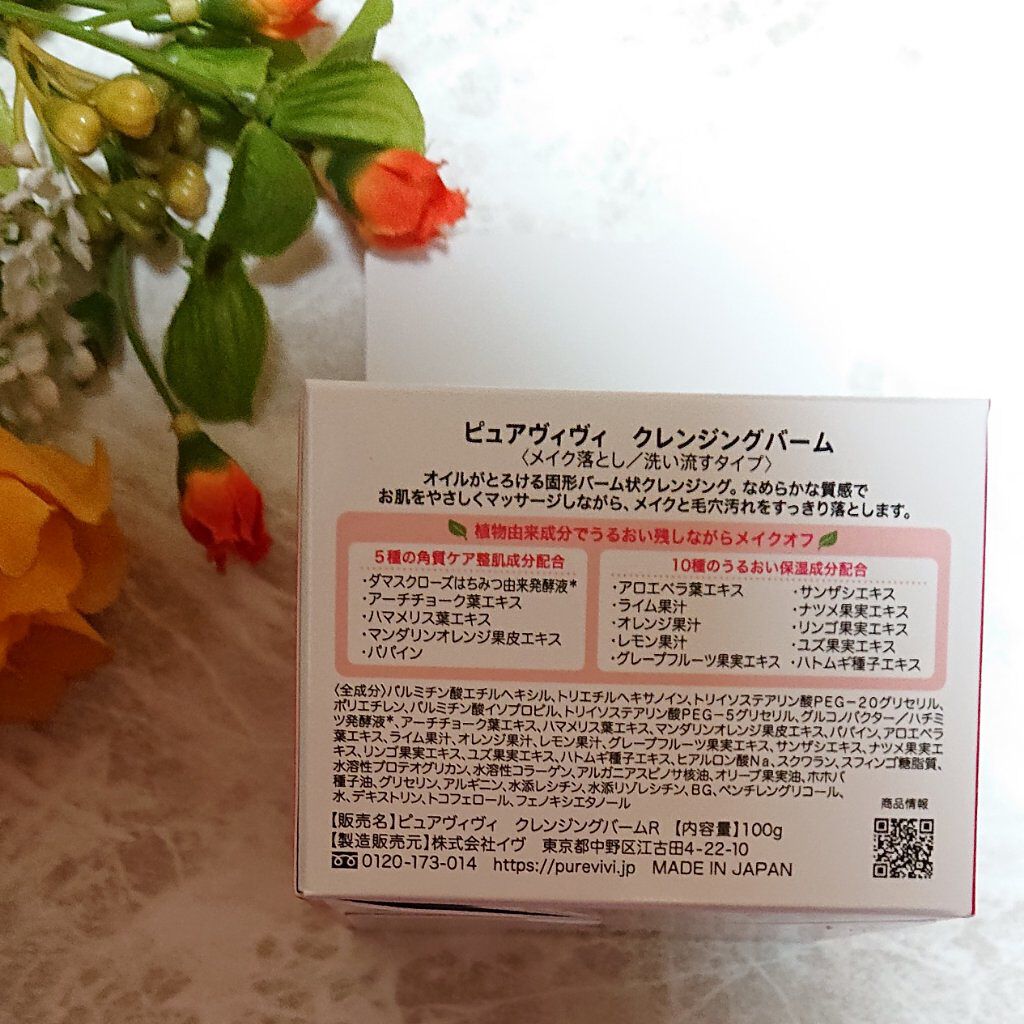 ピュアヴィヴィ クレンジングバーム
〈メイク落とし／洗い流すタイプ〉
オイルがとろける固形バーム状クレンジング。なめらかな質感で
お肌をやさしくマッサージしながら、メイクと毛穴汚れをすっきり落とします。
植物由来成分でうるおい残しながらメイクオフ
5種の角質ケア整肌成分配合
・ダマスクローズはちみつ由来発酵液*
・アーチチョーク葉エキス
・ハマメリス葉エキス
・マンダリンオレンジ果皮エキス
・パパイン
10種のうるおい保湿成分配合
・アロエベラ葉エキス
・ライム果汁
・オレンジ果汁
・レモン果汁
・グレープフルーツ果実エキス
・サンザシエキス
・ナツメ果実エキス
・リンゴ果実エキス
・ユズ果実エキス
・ハトムギ種子エキス
〈全成分〉パルミチン酸エチルヘキシル、トリエチルヘキサノイン、トリイソステアリン酸PEG-20グリセリル、
ポリエチレン、パルミチン酸イソプロピル、トリイソステアリン酸PEG-5グリセリル、グルコノバクター／ハチミ
ツ発酵液*、アーチチョーク葉エキス、ハマメリス葉エキス、マンダリンオレンジ果皮エキス、パパイン、アロエベラ
葉エキス、ライム果汁、オレンジ果汁、レモン果汁、グレープフルーツ果実エキス、サンザシエキス、ナツメ果実エ
キス、リンゴ果実エキス、ユズ果実エキス、ハトムギ種子エキス、ヒアルロン酸Na、スクワラン、スフィンゴ糖脂質、
水溶性プロテオグリカン、水溶性コラーゲン、アルガニアスピノサ核油、オリーブ果実油、ホホバ
種子油、グリセリン、アルギニン、水添レシチン、水添リゾレシチン、BG、ペンチレングリコール、
水、デキストリン、トコフェロール、フェノキシエタノール
商品情報
【販売名】ピュアヴィヴィ クレンジングバームR 【内容量】100g
【製造販売元】株式会社イヴ 東京都中野区江古田4-22-10
0120-173-014 https://purevivi.jp MADE IN JAPAN